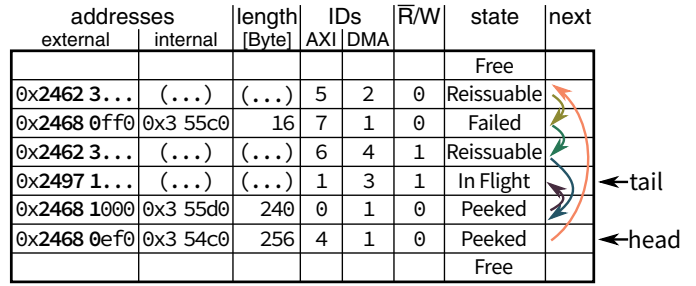 addresses length IDs R̅/W state next
external internal [Byte] AXI DMA
Free
0x2462 3... (...) (...) 5 2 0 Reissuable
0x2468 0ff0 0x3 55c0 16 7 1 0 Failed
0x2462 3... (...) (...) 6 4 1 Reissuable
0x2497 1... (...) (...) 1 3 1 In Flight tail
0x2468 1000 0x3 55d0 240 0 1 0 Peeked
0x2468 0ef0 0x3 54c0 256 4 1 0 Peeked head
Free